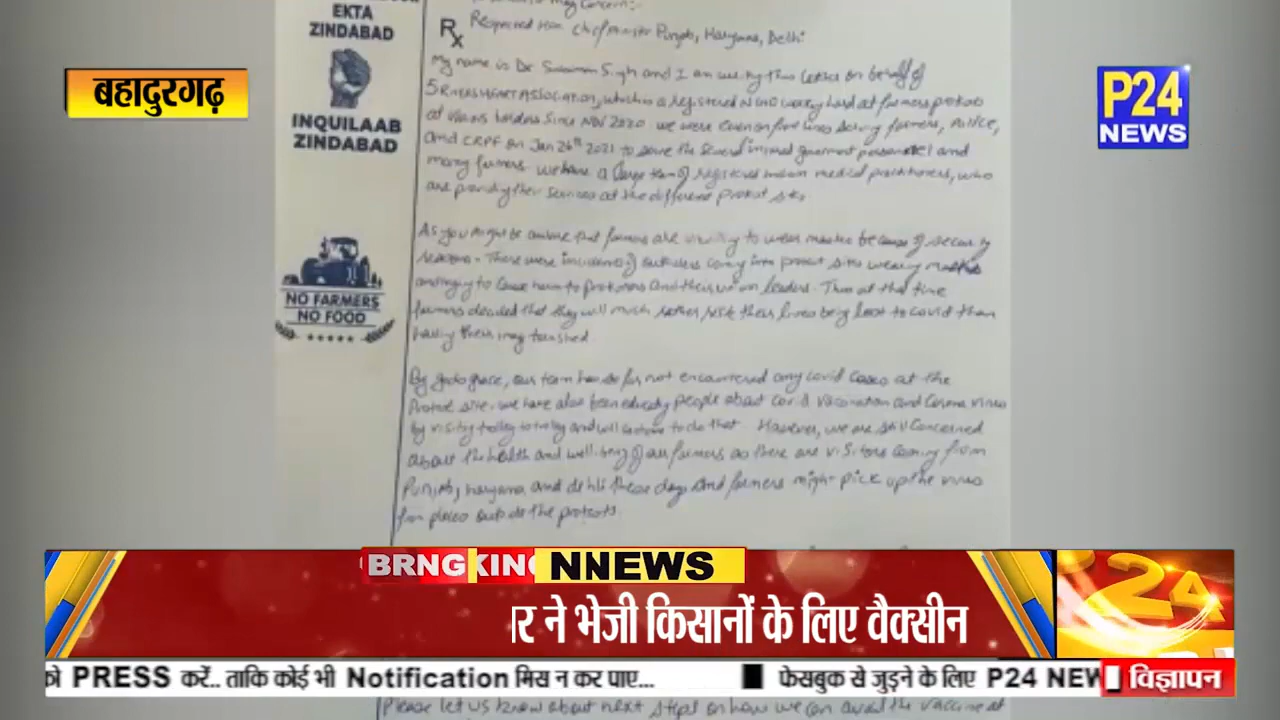 EKTA
ZINDABAD
INQUILAAB
ZINDABAD
NO FARMERS
NO FOOD
बहादुरगढ़
P24
NEWS
Rx
Respected Hon. Chief Minister Punjab, Haryana, Delhi
My name is Dr and I am writing this letter on behalf of
5 RIVERS HEART ASSOCIATION, which is a registered NGO working hard at farmers protest
at various borders since Nov 2020. we were even on front lines serving farmers, Police,
and CRPF on Jan 26th 2021 to serve the several injured government personnel and
many farmers. we have a large team of registered Indian medical practitioners, who
are providing their services at the different protest sites
As you might be aware that farmers are to wear masks because of security
reasons. There were incidents of outsiders coming into protest sites wearing masks
to cause harm to protestors and their union leaders. Thus at that time
farmers decided that they will much rather risk their lives being lost to covid than
having their image tarnished.
By gods grace, our team has so far not encountered any covid cases at the
Protest site. we have also been educating people about covid vaccination and Corona virus
by visiting trolley to trolley and will continue to do that. However, we are still concerned
about the health and well-being of our farmers as there are visitors coming from
Punjab, haryana and delhi these days and farmers might pick up the virus
from places outside the protests.
BRNG KING NNEWS
र ने भेजी किसानों के लिए वैक्सीन
P24
को PRESS करें.. ताकि कोई भी Notification मिस न कर पाए... ■ फेसबुक से जुड़ने के लिए P24 NEW
विज्ञापन
Please let us know about next steps on how we can avail the vaccine at